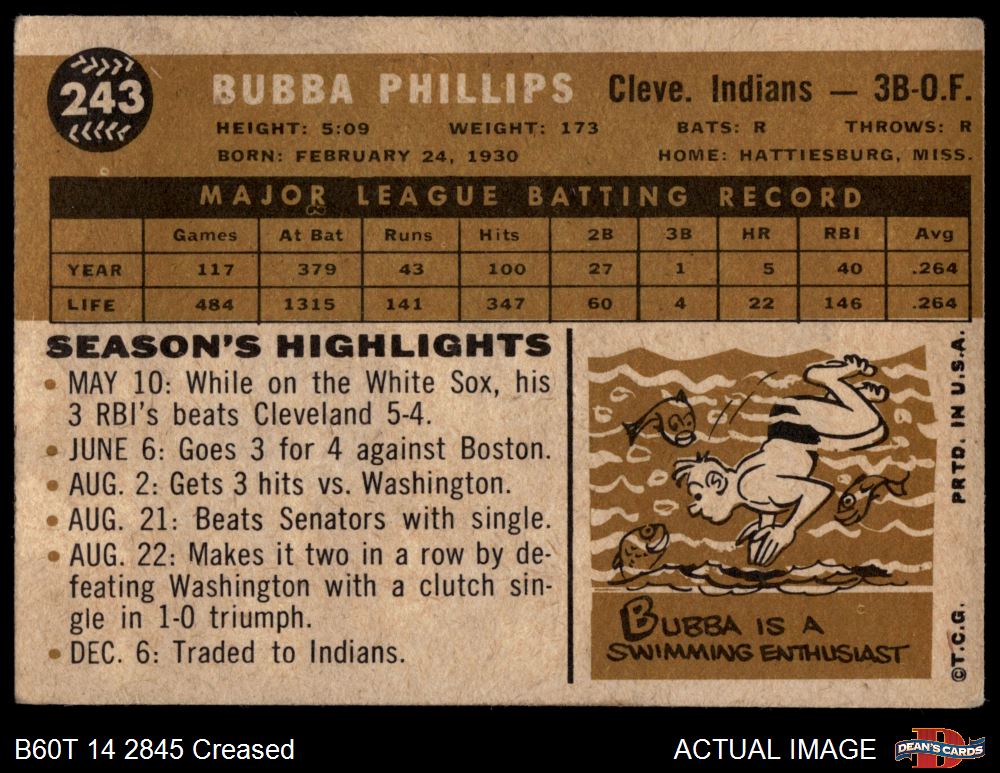 243
BUBBA PHILLIPS Cleve. Indians — 3B-O.F.
HEIGHT: 5:09 WEIGHT: 173 BATS: R THROWS: R
BORN: FEBRUARY 24, 1930 HOME: HATTIESBURG, MISS.
MAJOR LEAGUE BATTING RECORD
Games At Bat Runs Hits 2B 3B HR RBI Avg
YEAR 117 379 43 100 27 1 5 40 .264
LIFE 484 1315 141 347 60 4 22 146 .264
SEASON'S HIGHLIGHTS
• MAY 10: While on the White Sox, his
3 RBI's beats Cleveland 5-4.
• JUNE 6: Goes 3 for 4 against Boston.
• AUG. 2: Gets 3 hits vs. Washington.
• AUG. 21: Beats Senators with single.
• AUG. 22: Makes it two in a row by de-
feating Washington with a clutch sin-
gle in 1-0 triumph.
• DEC. 6: Traded to Indians.
BUBBA IS A
SWIMMING ENTHUSIAST
©T.C.G. PRTD. IN U.S.A.
B60T 14 2845 Creased ACTUAL IMAGE
D
DEAN'S CARDS